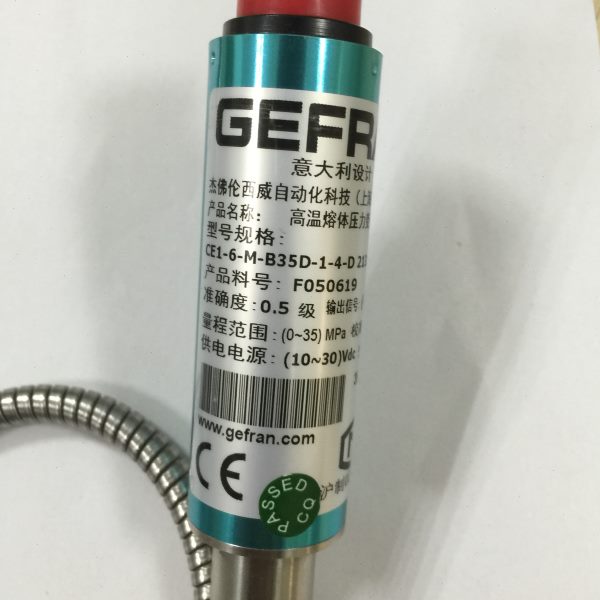 GEFRA
意大利设计
杰佛伦西威自动化科技（上海
产品名称： 高温熔体压力
型号规格：
CE1-6-M-B35D-1-4-D
产品料号：F050619
准确度：0.5 级 输出信号：
量程范围：(0~35) MPa
供电电源：(10~30)Vdc
www.gefran.com
CE
PASSED
QC
沪制